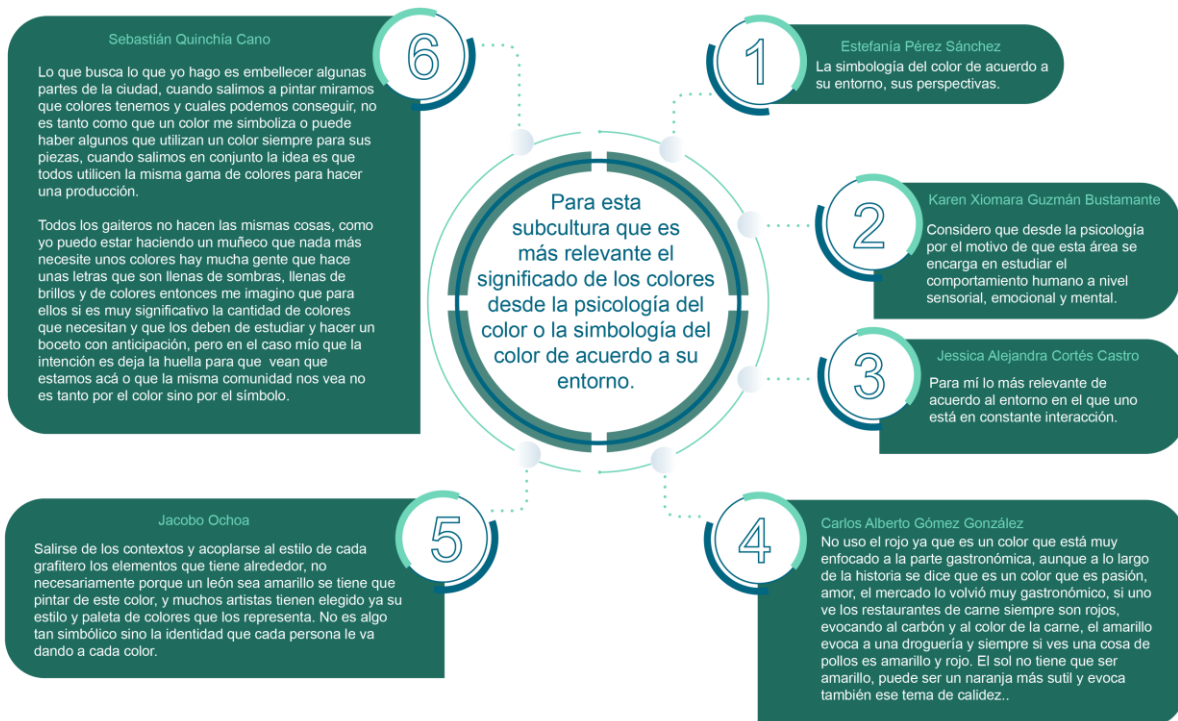 Para esta
subcultura que es
más relevante el
significado de los colores
desde la psicología del
color o la simbología del
color de acuerdo a su
entorno.
1
Estefanía Pérez Sánchez
La simbología del color de acuerdo a
su entorno, sus perspectivas.
2
Karen Xiomara Guzmán Bustamante
Considero que desde la psicología
por el motivo de que esta área se
encarga en estudiar el
comportamiento humano a nivel
sensorial, emocional y mental.
3
Jessica Alejandra Cortés Castro
Para mí lo más relevante de
acuerdo al entorno en el que uno
está en constante interacción.
4
Carlos Alberto Gómez González
No uso el rojo ya que es un color que está muy
enfocado a la parte gastronómica, aunque a lo largo
de la historia se dice que es un color que es pasión,
amor, el mercado lo volvió muy gastronómico, si uno
ve los restaurantes de carne siempre son rojos,
evocando al carbón y al color de la carne, el amarillo
evoca a una droguería y siempre si ves una cosa de
pollos es amarillo y rojo. El sol no tiene que ser
amarillo, puede ser un naranja más sutil y evoca
también ese tema de calidez..
5
Jacobo Ochoa
Salirse de los contextos y acoplarse al estilo de cada
grafitero los elementos que tiene alrededor, no
necesariamente porque un león sea amarillo se tiene que
pintar de este color, y muchos artistas tienen elegido ya su
estilo y paleta de colores que los representa. No es algo
tan simbólico sino la identidad que cada persona le va
dando a cada color.
6
Sebastián Quinchía Cano
Lo que busca lo que yo hago es embellecer algunas
partes de la ciudad, cuando salimos a pintar miramos
que colores tenemos y cuales podemos conseguir, no
es tanto como que un color me simboliza o puede
haber algunos que utilizan un color siempre para sus
piezas, cuando salimos en conjunto la idea es que
todos utilicen la misma gama de colores para hacer
una producción.
Todos los gaiteros no hacen las mismas cosas, como
yo puedo estar haciendo un muñeco que nada más
necesite unos colores hay mucha gente que hace
unas letras que son llenas de sombras, llenas de
brillos y de colores entonces me imagino que para
ellos si es muy significativo la cantidad de colores
que necesitan y que los deben de estudiar y hacer un
boceto con anticipación, pero en el caso mío que la
intención es deja la huella para que vean que
estamos acá o que la misma comunidad nos vea no
es tanto por el color sino por el símbolo.